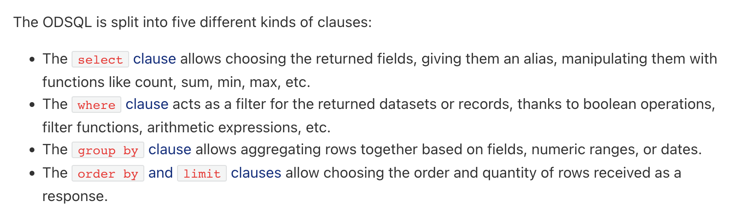 The ODSQL is split into five different kinds of clauses:
• The select clause allows choosing the returned fields, giving them an alias, manipulating them with
functions like count, sum, min, max, etc.
• The where clause acts as a filter for the returned datasets or records, thanks to boolean operations,
filter functions, arithmetic expressions, etc.
• The group by clause allows aggregating rows together based on fields, numeric ranges, or dates.
• The order by and limit clauses allow choosing the order and quantity of rows received as a
response.